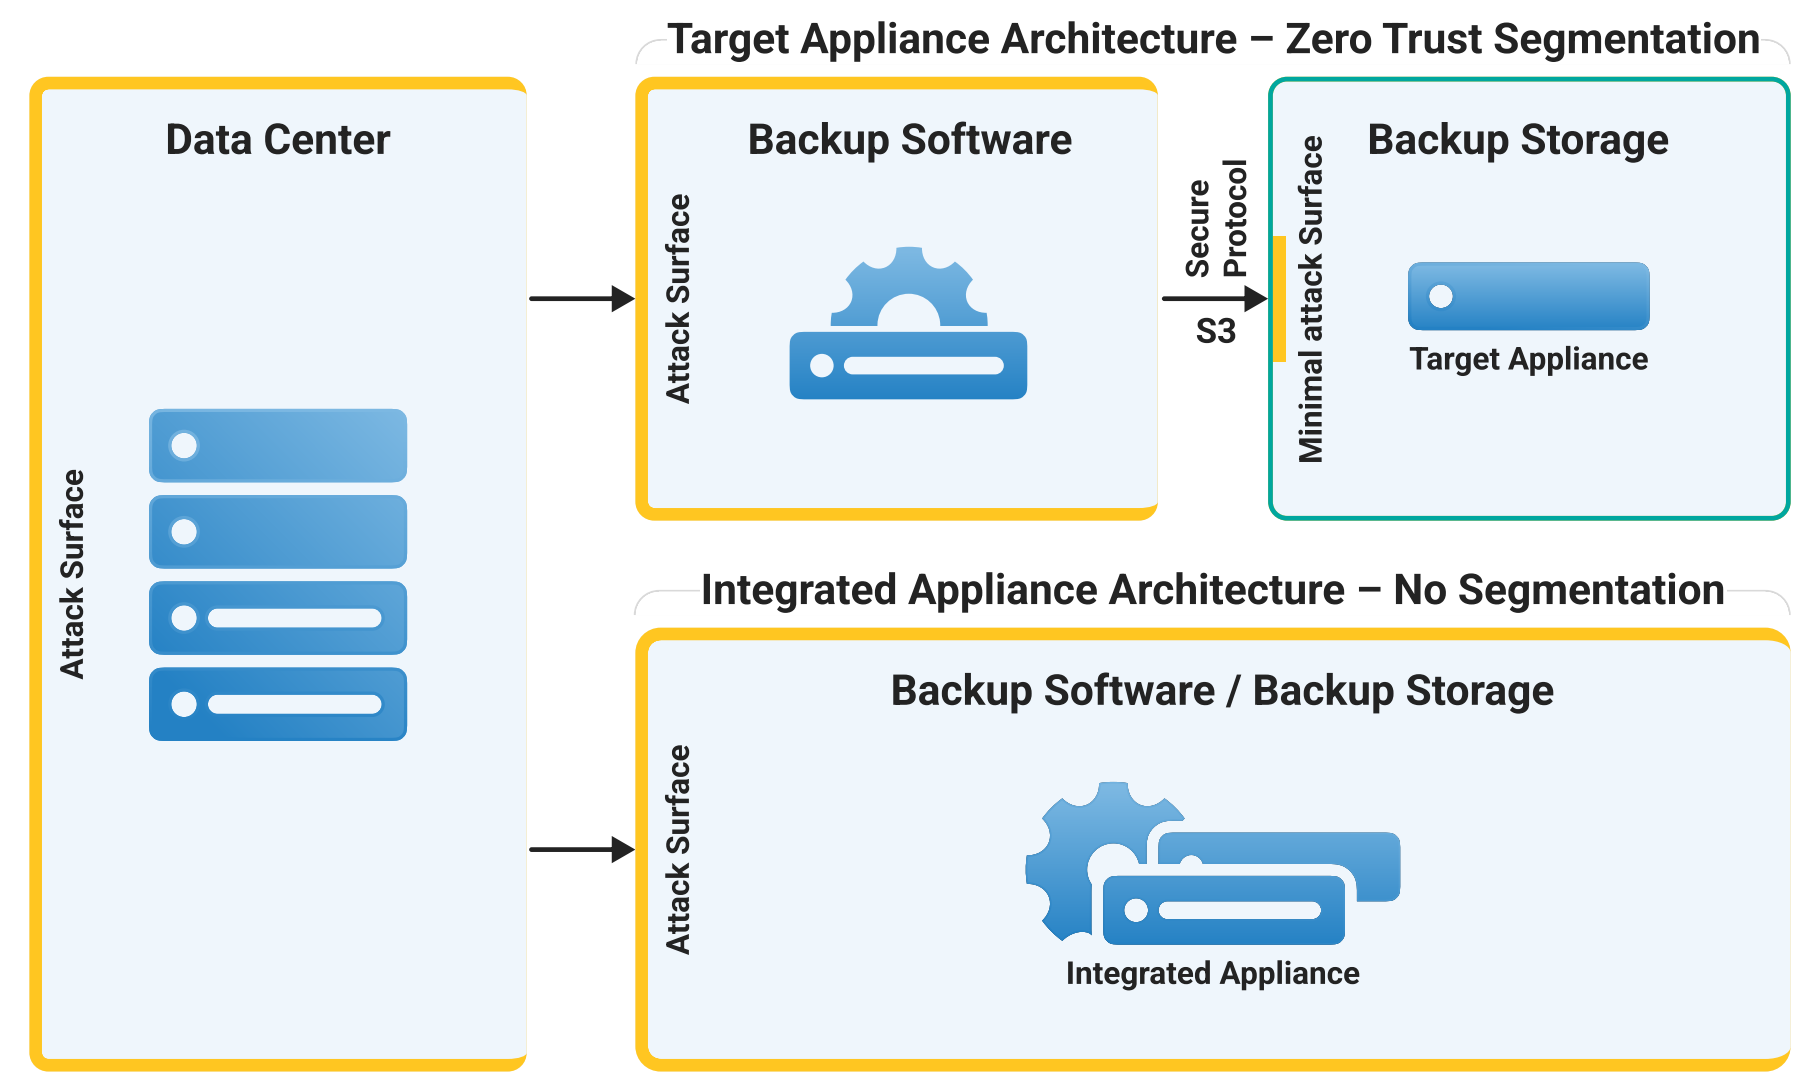 Target Appliance Architecture – Zero Trust Segmentation
Data Center
Attack Surface
Backup Software
Attack Surface
Secure
Protocol
S3
Backup Storage
Minimal attack Surface
Target Appliance
Integrated Appliance Architecture – No Segmentation
Backup Software / Backup Storage
Attack Surface
Integrated Appliance